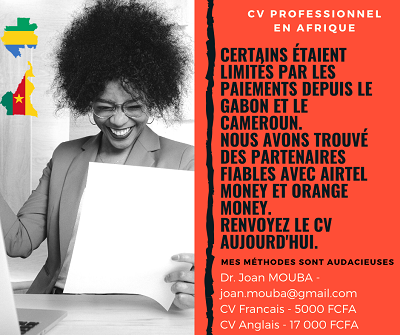 CV PROFESSIONNEL
EN AFRIQUE
CERTAINS ÉTAIENT
LIMITÉS PAR LES
PAIEMENTS DEPUIS LE
GABON ET LE
CAMEROUN.
NOUS AVONS TROUVÉ
DES PARTENAIRES
FIABLES AVEC AIRTEL
MONEY ET ORANGE
MONEY.
RENVOYEZ LE CV
AUJOURD'HUI.
MES MÉTHODES SONT AUDACIEUSES
Dr. Joan MOUBA -
joan.mouba@gmail.com
CV Francais - 5000 FCFA
CV Anglais - 17 000 FCFA